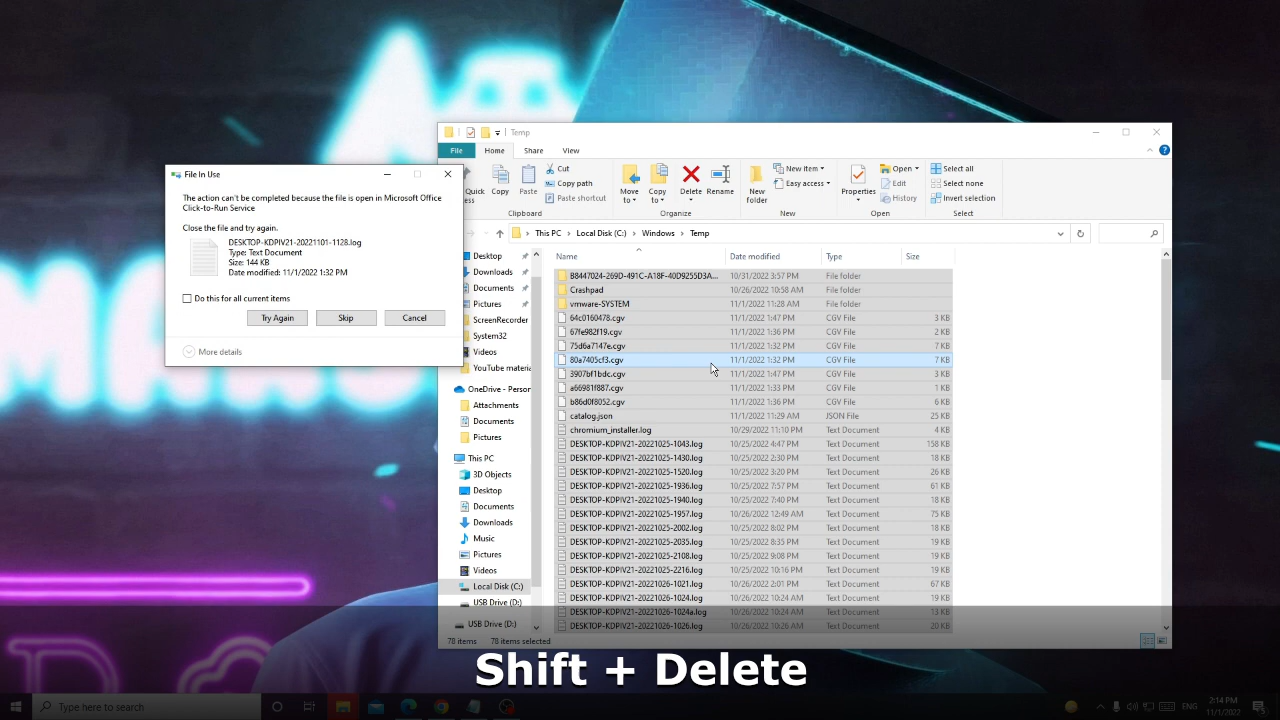 File In Use
The action can't be completed because the file is open in Microsoft Office
Click-to-Run Service
Close the file and try again.
DESKTOP-KDPIV21-20221101-1128.log
Type: Text Document
Size: 144 KB
Date modified: 11/1/2022 1:32 PM
Do this for all current items
Try Again Skip Cancel
More details
Temp
File Home Share View
Quick Copy Paste Cut Copy path Paste shortcut
Clipboard
Move to Copy to Delete Rename
Organize
New folder New item Easy access
New
Properties Open Edit History
Open
Select all Select none Invert selection
Select
This PC Local Disk (C:) Windows Temp
Desktop
Downloads
Documents
Pictures
ScreenRecorder
System32
Videos
YouTube materia
OneDrive - Person
Attachments
Documents
Pictures
This PC
3D Objects
Desktop
Documents
Downloads
Music
Pictures
Videos
Local Disk (C:)
USB Drive (D:)
USB Drive (D:)
Name Date modified Type Size
B8447024-269D-491C-A18F-40D9255D3A... 10/31/2022 3:57 PM File folder
Crashpad 10/26/2022 10:58 AM File folder
vmware-SYSTEM 11/1/2022 11:28 AM File folder
64c0160478.cgv 11/1/2022 1:47 PM CGV File 3 KB
67fe982f19.cgv 11/1/2022 1:36 PM CGV File 2 KB
75d6a7147e.cgv 11/1/2022 1:32 PM CGV File 7 KB
80a7405cf3.cgv 11/1/2022 1:32 PM CGV File 7 KB
3907bf1bdc.cgv 11/1/2022 1:47 PM CGV File 3 KB
a66981f887.cgv 11/1/2022 1:33 PM CGV File 1 KB
b86d0f8052.cgv 11/1/2022 1:36 PM CGV File 6 KB
catalog.json 11/1/2022 11:29 AM JSON File 25 KB
chromium_installer.log 10/29/2022 11:10 PM Text Document 4 KB
DESKTOP-KDPIV21-20221025-1043.log 10/25/2022 4:47 PM Text Document 158 KB
DESKTOP-KDPIV21-20221025-1430.log 10/25/2022 2:30 PM Text Document 18 KB
DESKTOP-KDPIV21-20221025-1520.log 10/25/2022 3:20 PM Text Document 26 KB
DESKTOP-KDPIV21-20221025-1936.log 10/25/2022 7:57 PM Text Document 61 KB
DESKTOP-KDPIV21-20221025-1940.log 10/25/2022 7:40 PM Text Document 18 KB
DESKTOP-KDPIV21-20221025-1957.log 10/26/2022 12:49 AM Text Document 75 KB
DESKTOP-KDPIV21-20221025-2002.log 10/25/2022 8:02 PM Text Document 18 KB
DESKTOP-KDPIV21-20221025-2035.log 10/25/2022 8:35 PM Text Document 19 KB
DESKTOP-KDPIV21-20221025-2108.log 10/25/2022 9:08 PM Text Document 19 KB
DESKTOP-KDPIV21-20221025-2216.log 10/25/2022 10:16 PM Text Document 19 KB
DESKTOP-KDPIV21-20221026-1021.log 10/26/2022 2:01 PM Text Document 67 KB
DESKTOP-KDPIV21-20221026-1024.log 10/26/2022 10:24 AM Text Document 19 KB
DESKTOP-KDPIV21-20221026-1024a.log 10/26/2022 10:24 AM Text Document 13 KB
DESKTOP-KDPIV21-20221026-1026.log 10/26/2022 10:26 AM Text Document 20 KB
78 items 78 items selected
Shift + Delete
Type here to search
ENG
2:14 PM
11/1/2022